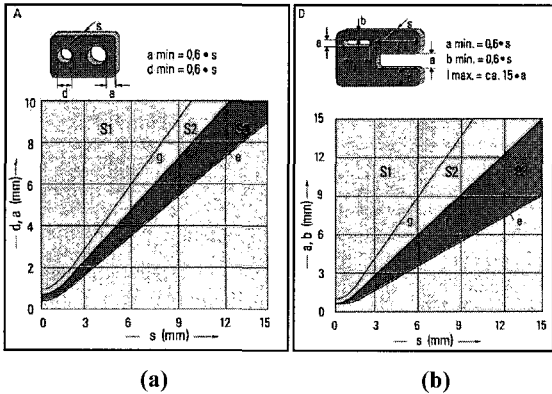 A
s
a min = 0,6•s
d min = 0,6•s
d
a
10
8
6
4
2
0
d, a (mm)
S1
S2
S3
g
e
0
3
6
9
12
15
s (mm)
(a)
D
b
s
a
a
a min. = 0,6•s
b min. = 0,6•s
l max. = ca. 15•a
15
12
9
6
3
0
a, b (mm)
S1
S2
g
e
0
3
6
9
12
15
s (mm)
(b)